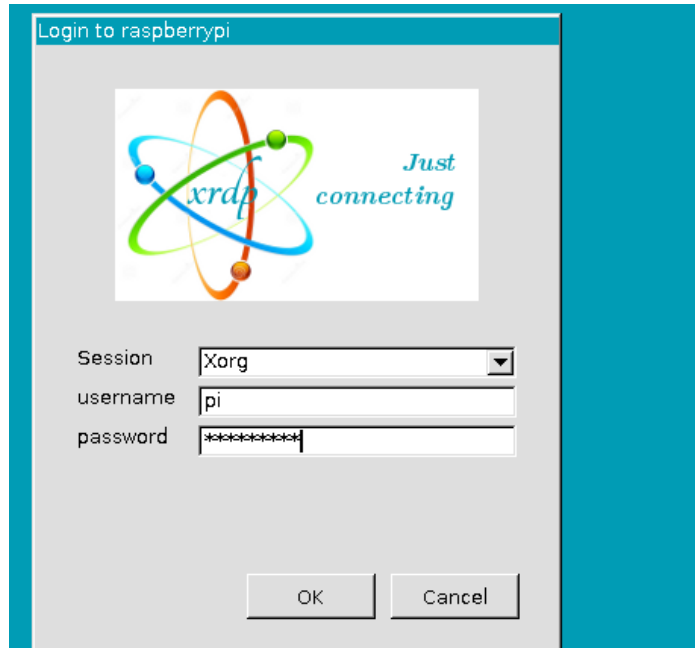 Login to raspberrypi
Just
xrdp connecting
Session Xorg
username pi
password *********
OK Cancel